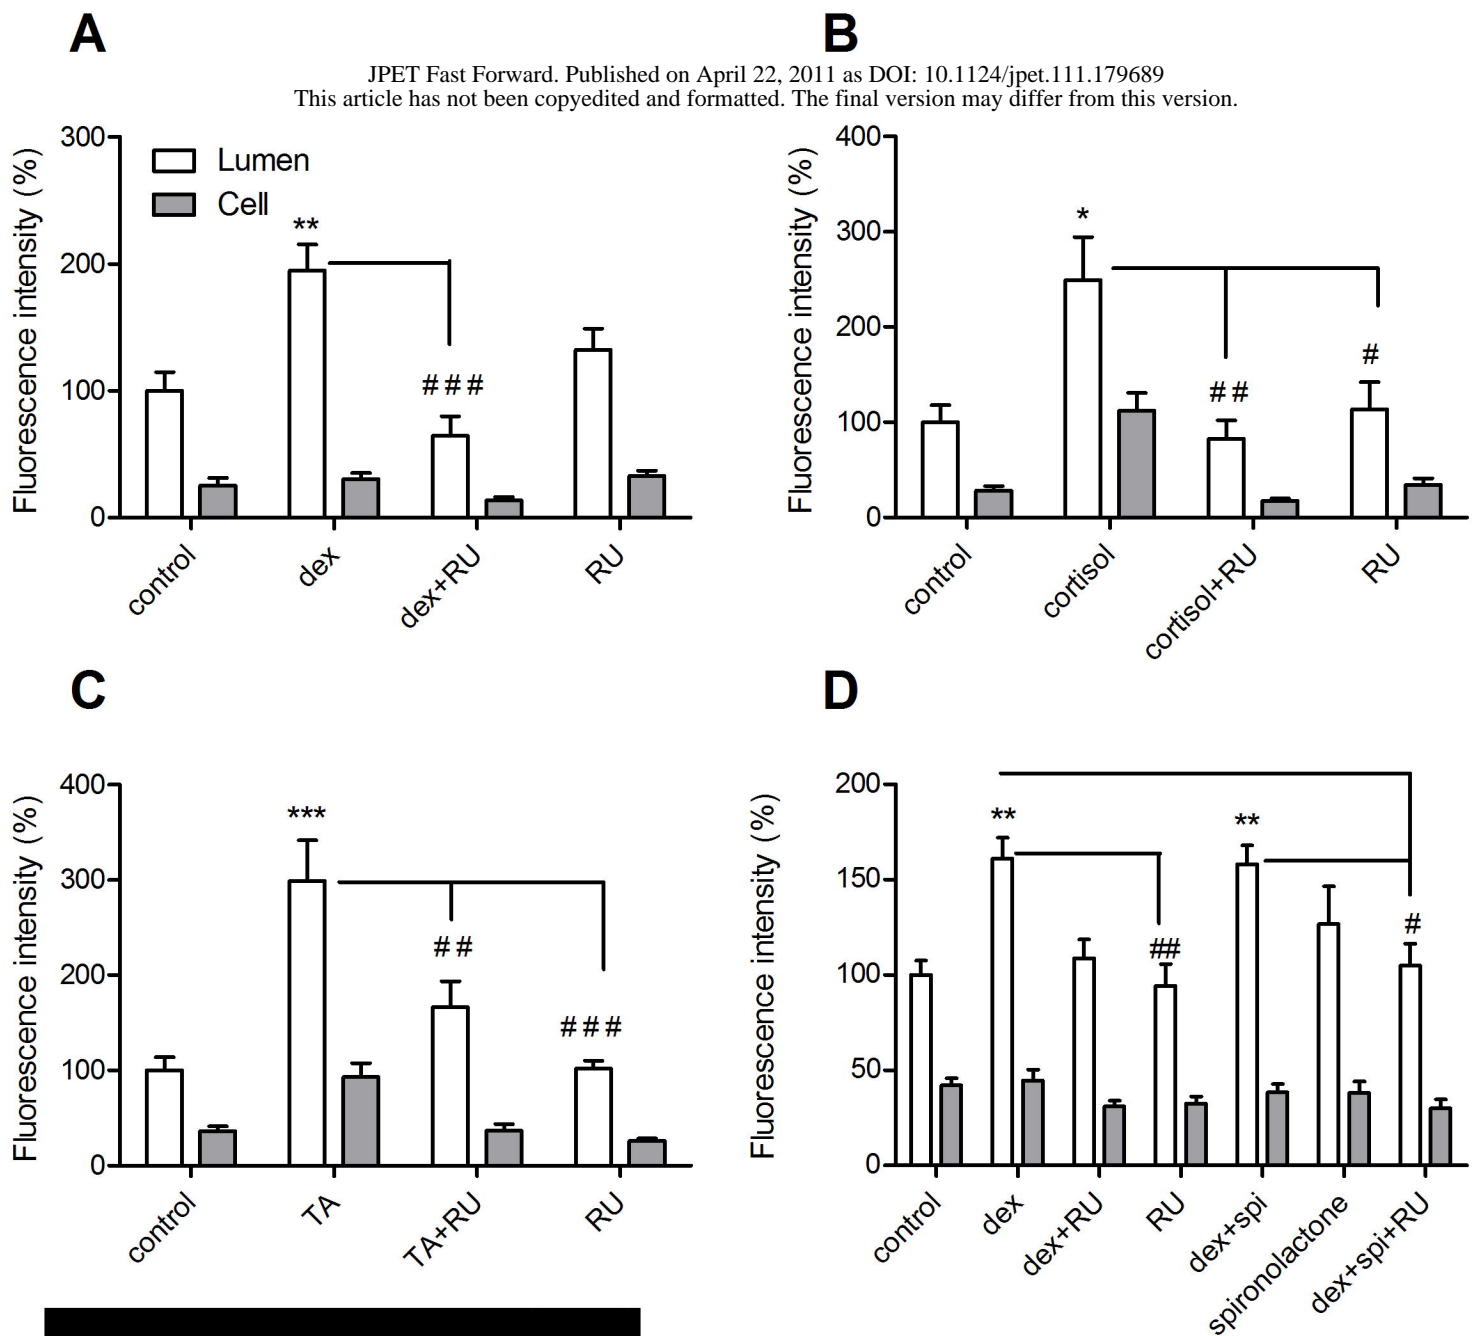 A
B
JPET Fast Forward. Published on April 22, 2011 as DOI: 10.1124/jpet.111.179689
This article has not been copyedited and formatted. The final version may differ from this version.
Fluorescence intensity (%)
300
200
100
0
Lumen
Cell
**
###
control
dex
dex+RU
RU
Fluorescence intensity (%)
400
300
200
100
0
*
##
#
control
cortisol
cortisol+RU
RU
C
D
Fluorescence intensity (%)
400
300
200
100
0
***
##
###
control
TA
TA+RU
RU
Fluorescence intensity (%)
200
150
100
50
0
**
##
**
#
control
dex
dex+RU
RU
dex+spi
spironolactone
dex+spi+RU